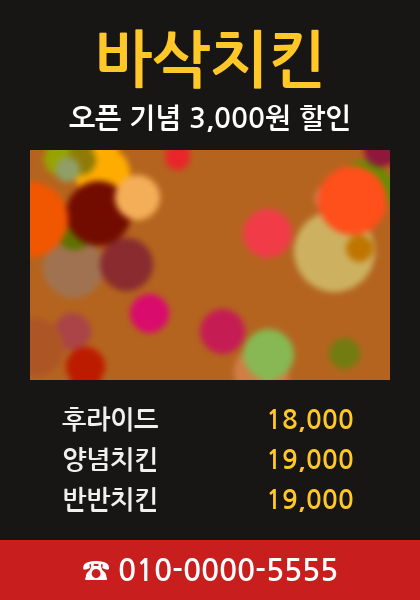 바삭치킨
오픈 기념 3,000원 할인
후라이드 18,000
양념치킨 19,000
반반치킨 19,000
☎ 010-0000-5555